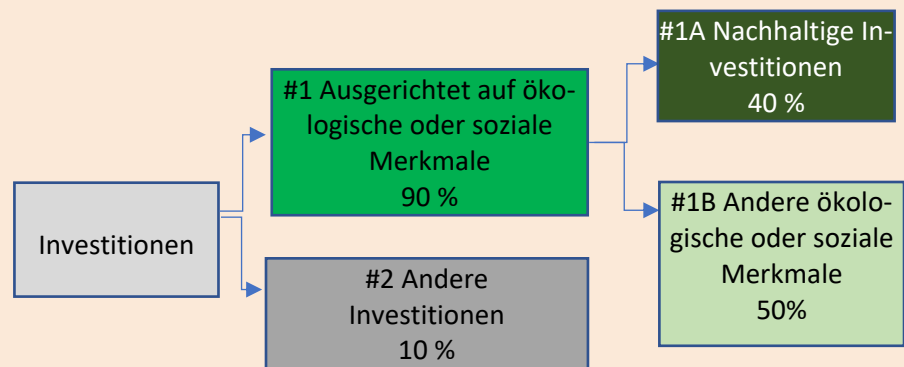 Investitionen
#1 Ausgerichtet auf öko-
logische oder soziale
Merkmale
90 %
#2 Andere
Investitionen
10 %
#1A Nachhaltige In-
vestitionen
40 %
#1B Andere ökolo-
gische oder soziale
Merkmale
50%